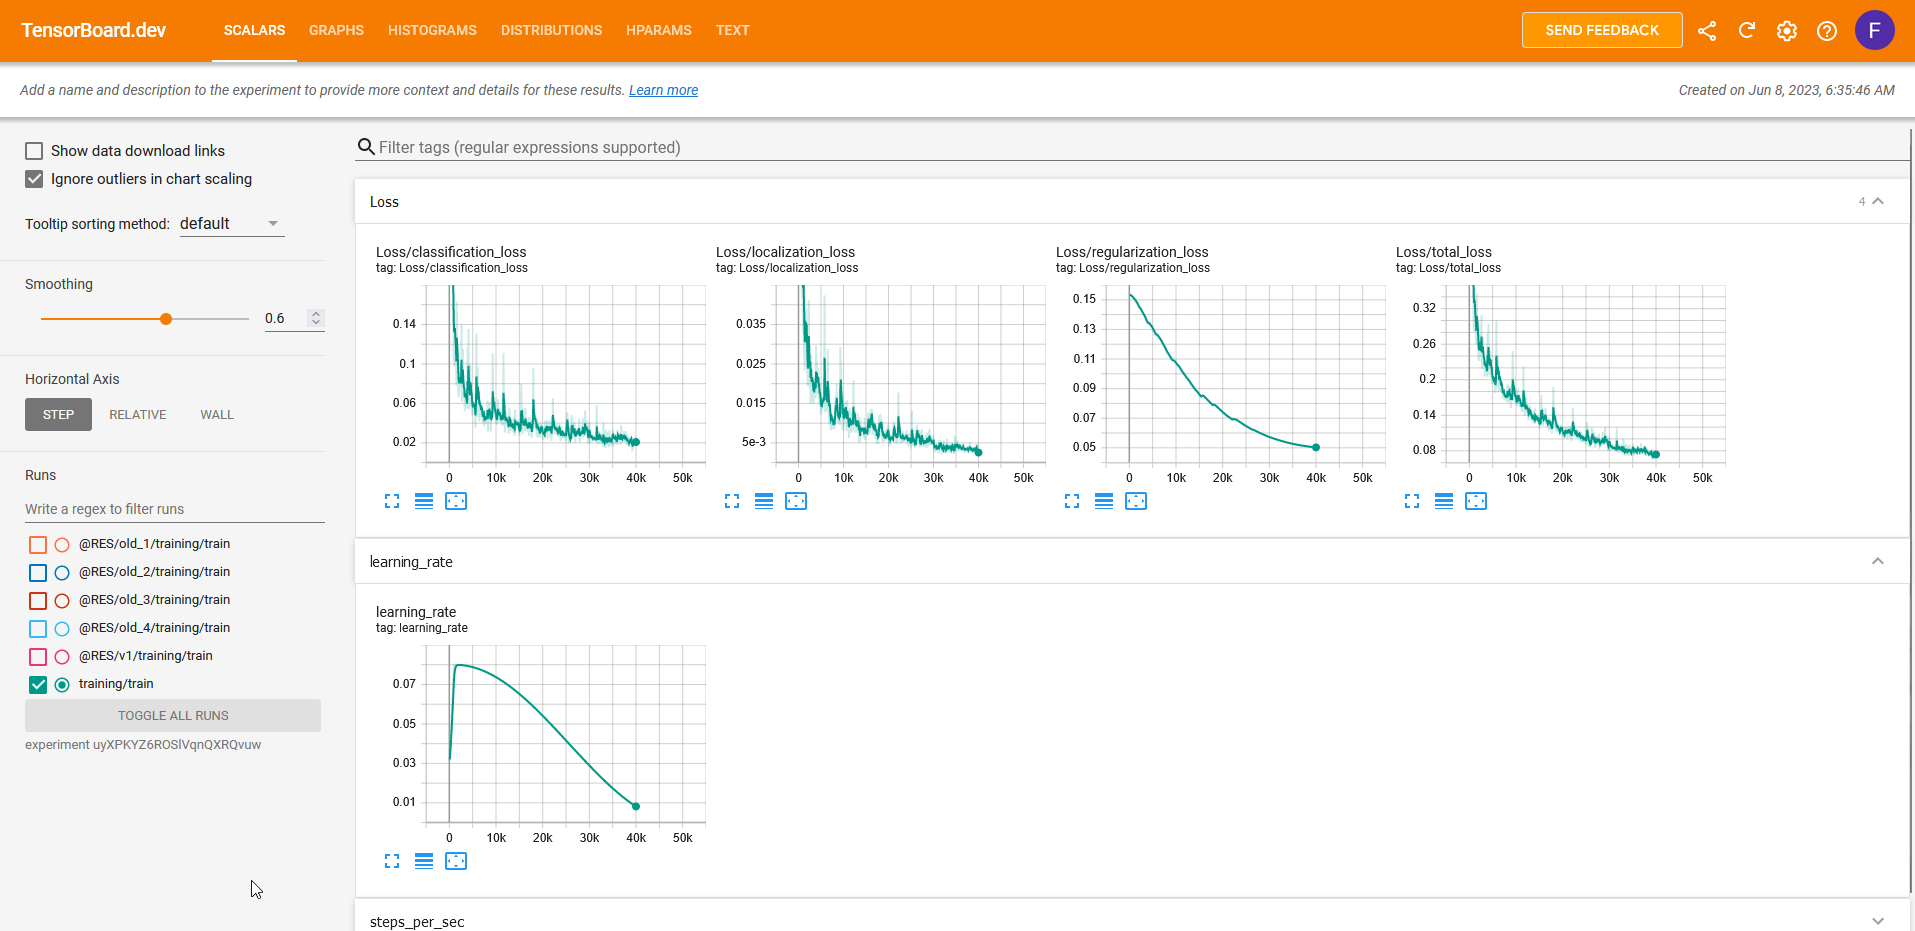 TensorBoard.dev SCALARS GRAPHS HISTOGRAMS DISTRIBUTIONS HPARAMS TEXT SEND FEEDBACK F
Add a name and description to the experiment to provide more context and details for these results. Learn more Created on Jun 8, 2023, 6:35:46 AM
Show data download links
Ignore outliers in chart scaling
Tooltip sorting method: default
Smoothing
0.6
Horizontal Axis
STEP RELATIVE WALL
Runs
Write a regex to filter runs
@RES/old_1/training/train
@RES/old_2/training/train
@RES/old_3/training/train
@RES/old_4/training/train
@RES/v1/training/train
training/train
TOGGLE ALL RUNS
experiment uyXPKYZ6ROSlVqnQXRQvuw
Filter tags (regular expressions supported)
Loss 4
Loss/classification_loss
tag: Loss/classification_loss
0.14
0.1
0.06
0.02
0 10k 20k 30k 40k 50k
Loss/localization_loss
tag: Loss/localization_loss
0.035
0.025
0.015
5e-3
0 10k 20k 30k 40k 50k
Loss/regularization_loss
tag: Loss/regularization_loss
0.15
0.13
0.11
0.09
0.07
0.05
0 10k 20k 30k 40k 50k
Loss/total_loss
tag: Loss/total_loss
0.32
0.26
0.2
0.14
0.08
0 10k 20k 30k 40k 50k
learning_rate
learning_rate
tag: learning_rate
0.07
0.05
0.03
0.01
0 10k 20k 30k 40k 50k
steps_per_sec